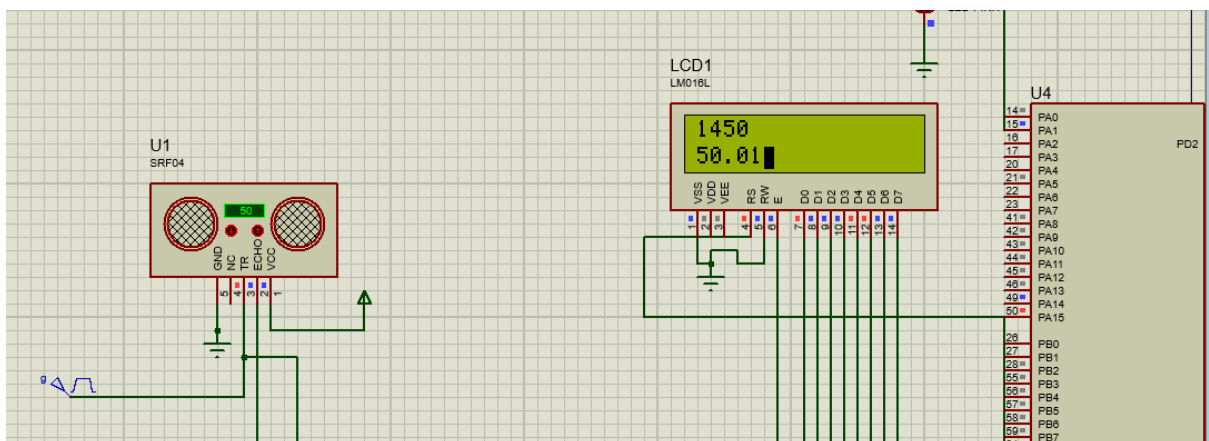 LCD1
LM016L
1450
50.01
VSS
VDD
VEE
RS
RW
E
D0
D1
D2
D3
D4
D5
D6
D7
1
2
3
4
5
6
7
8
9
10
11
12
13
14
U1
SRF04
50
GND
NC
TR
ECHO
VCC
5
4
3
2
1
g
U4
14 PA0
15 PA1
16 PA2
17 PA3
20 PA4
21 PA5
22 PA6
23 PA7
41 PA8
42 PA9
43 PA10
44 PA11
45 PA12
46 PA13
49 PA14
50 PA15
26 PB0
27 PB1
28 PB2
55 PB3
56 PB4
57 PB5
58 PB6
59 PB7
PD2